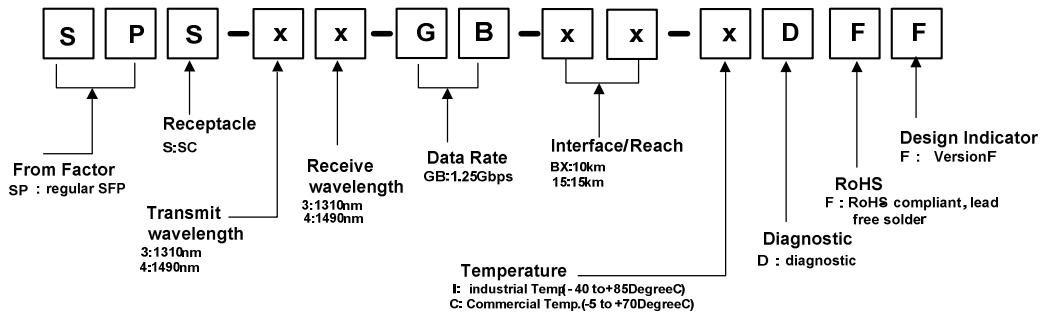 S P S - x x - G B - x x - x D F F
Receptacle
S:SC
From Factor
SP : regular SFP
Transmit
wavelength
3:1310nm
4:1490nm
Receive
wavelength
3:1310nm
4:1490nm
Data Rate
GB:1.25Gbps
Interface/Reach
BX:10km
15:15km
Temperature
I: industrial Temp(-40 to+85DegreeC)
C: Commercial Temp.(-5 to +70DegreeC)
Diagnostic
D : diagnostic
RoHS
F : RoHS compliant, lead
free solder
Design Indicator
F : VersionF